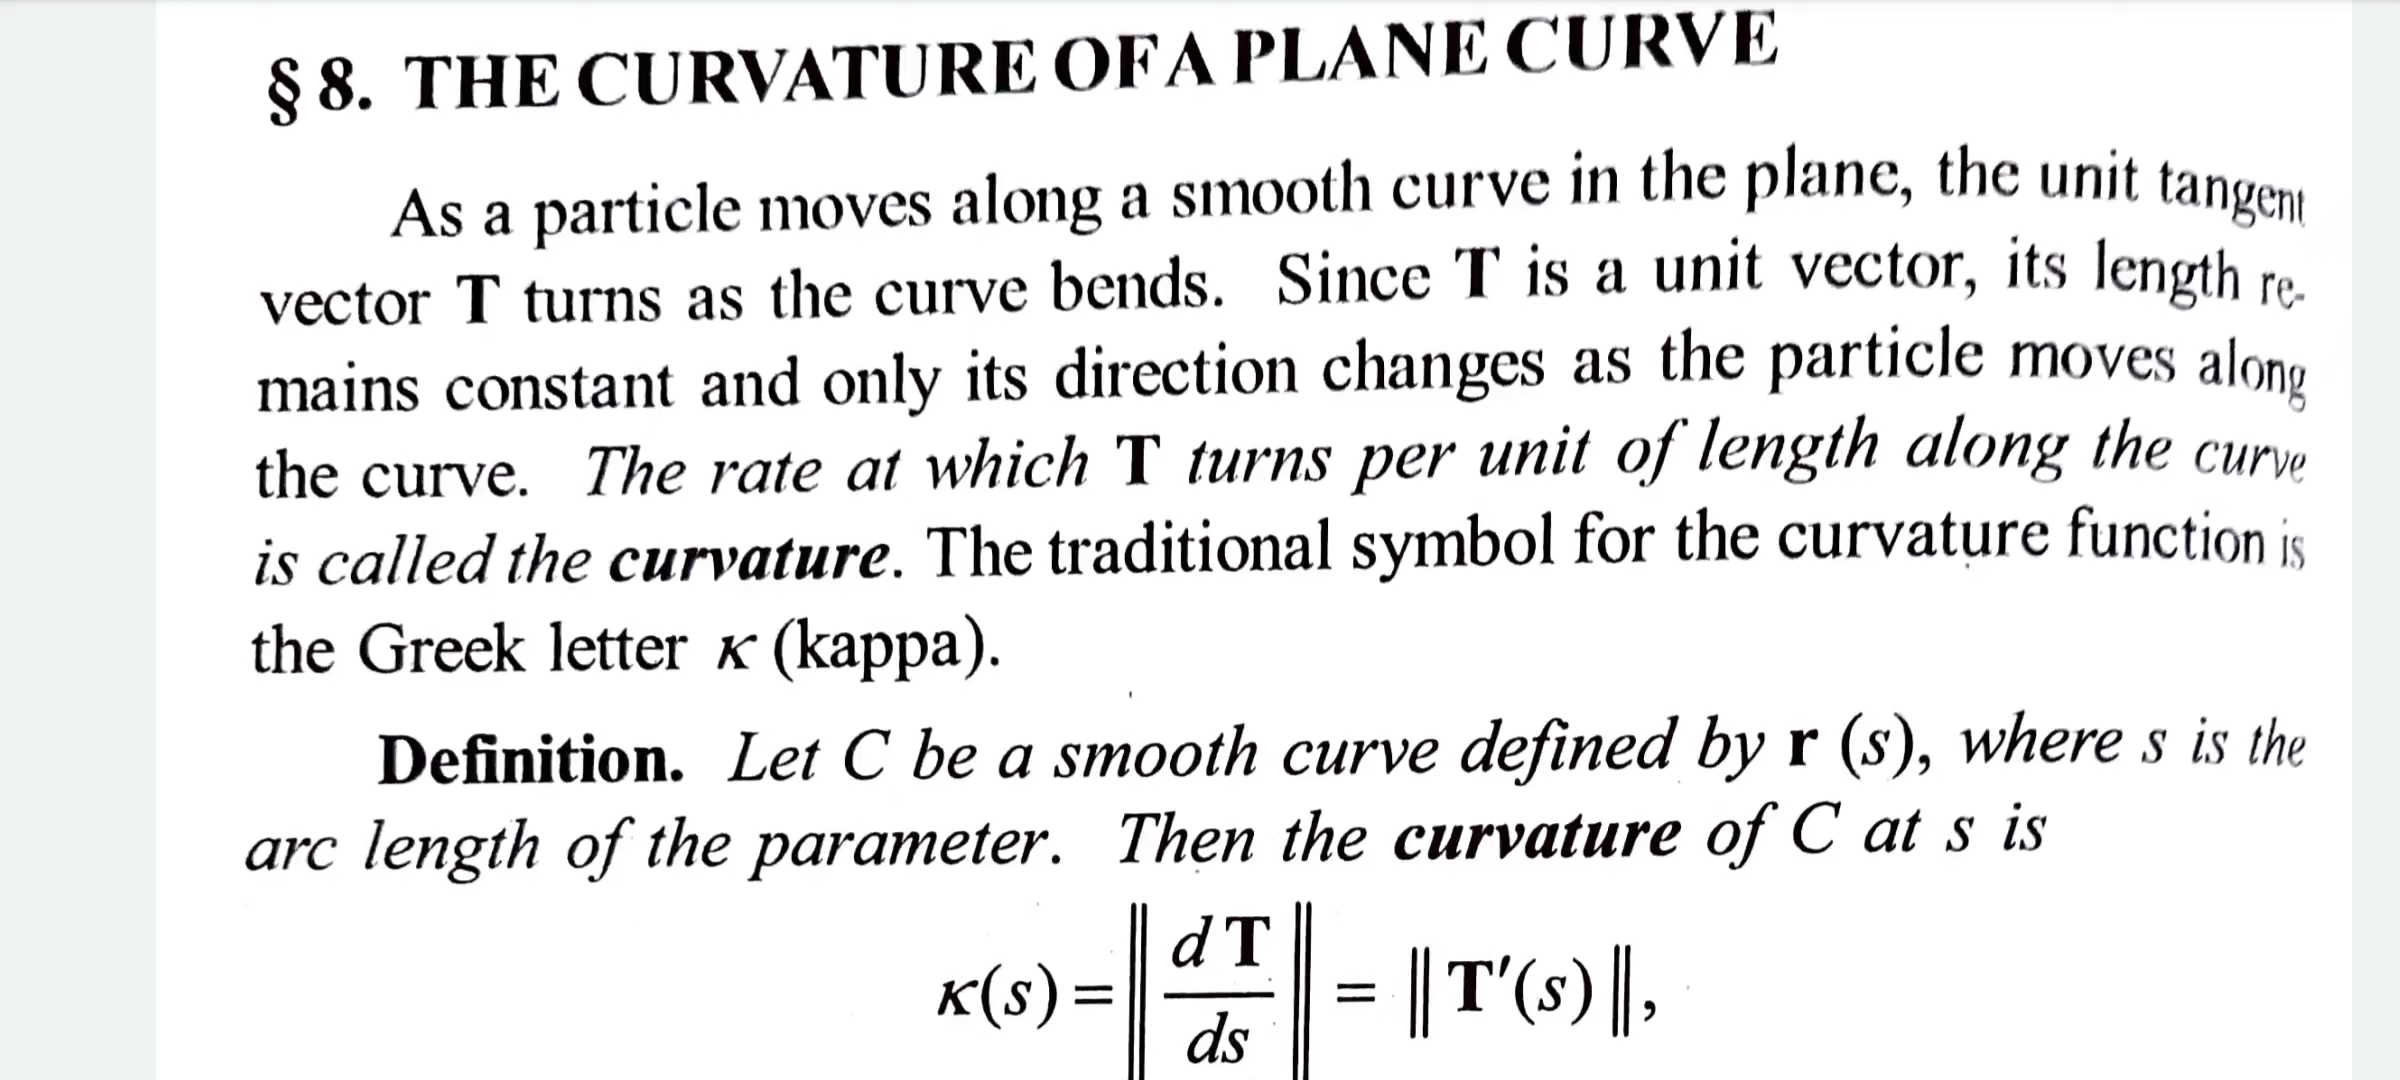 § 8. THE CURVATURE OF A PLANE CURVE
As a particle moves along a smooth curve in the plane, the unit tangent
vector T turns as the curve bends. Since T is a unit vector, its length re-
mains constant and only its direction changes as the particle moves along
the curve. The rate at which T turns per unit of length along the curve
is called the curvature. The traditional symbol for the curvature function is
the Greek letter κ (kappa).
Definition. Let C be a smooth curve defined by r (s), where s is the
arc length of the parameter. Then the curvature of C at s is
κ(s) = ‖ dT/ds ‖ = ‖ T′(s) ‖,